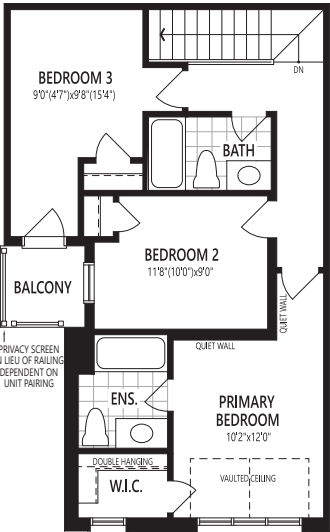 BEDROOM 3
9'0"(4'7")x9'8"(15'4")
DN
BATH
BEDROOM 2
11'8"(10'0")x9'0"
BALCONY
QUIET WALL
PRIVACY SCREEN
IN LIEU OF RAILING
DEPENDENT ON
UNIT PAIRING
QUIET WALL
ENS.
PRIMARY
BEDROOM
10'2"x12'0"
DOUBLE HANGING
W.I.C.
VAULTED CEILING